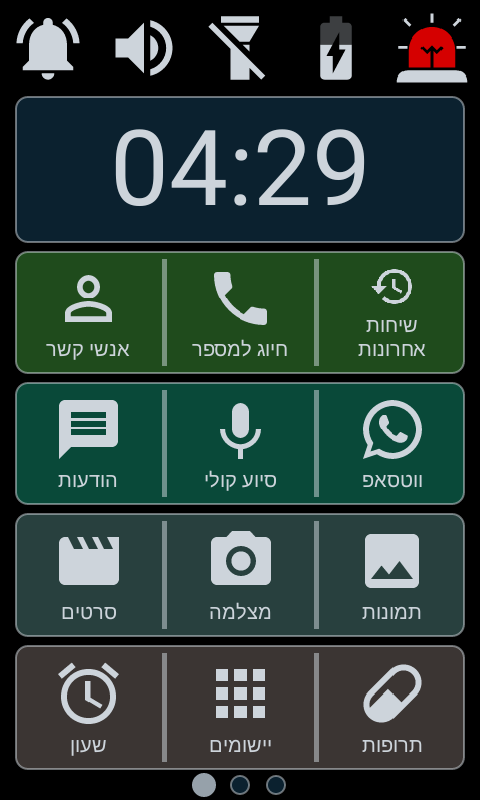 04:29
שיחות
אחרונות
חיוג למספר
אנשי קשר
ווטסאפ
סיוע קולי
הודעות
תמונות
מצלמה
סרטים
תרופות
יישומים
שעון